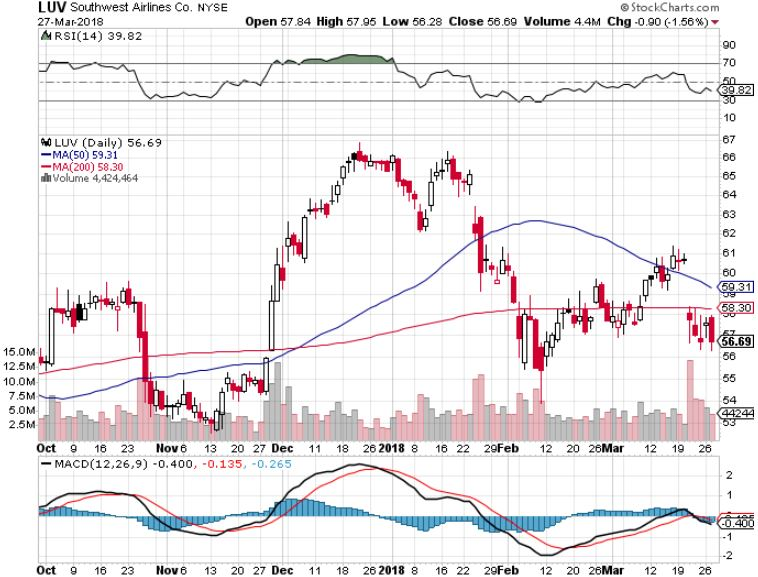 LUV Southwest Airlines Co. NYSE © StockCharts.com
27-Mar-2018 Open 57.84 High 57.95 Low 56.28 Close 56.69 Volume 4.4M Chg -0.90 (-1.56%)
RSI(14) 39.82
90
70
50
39.82
30
10
LUV (Daily) 56.69
MA(50) 59.31
MA(200) 58.30
Volume 4,424,464
67
66
65
64
63
62
61
60
59.31
59
58.30
58
57
56.69
56
55
54
53
15.0M
12.5M
10.0M
7.5M
5.0M
2.5M
44244
Oct 9 16 23 Nov 6 13 20 27 Dec 11 18 26 2018 8 16 22 29 Feb 12 20 26 Mar 12 19 26
MACD(12,26,9) -0.400, -0.135, -0.265
2
1
-0.400
-1
Oct 9 16 23 Nov 6 13 20 27 Dec 11 18 26 2018 8 16 22 29 Feb 12 20 26 Mar 12 19 26